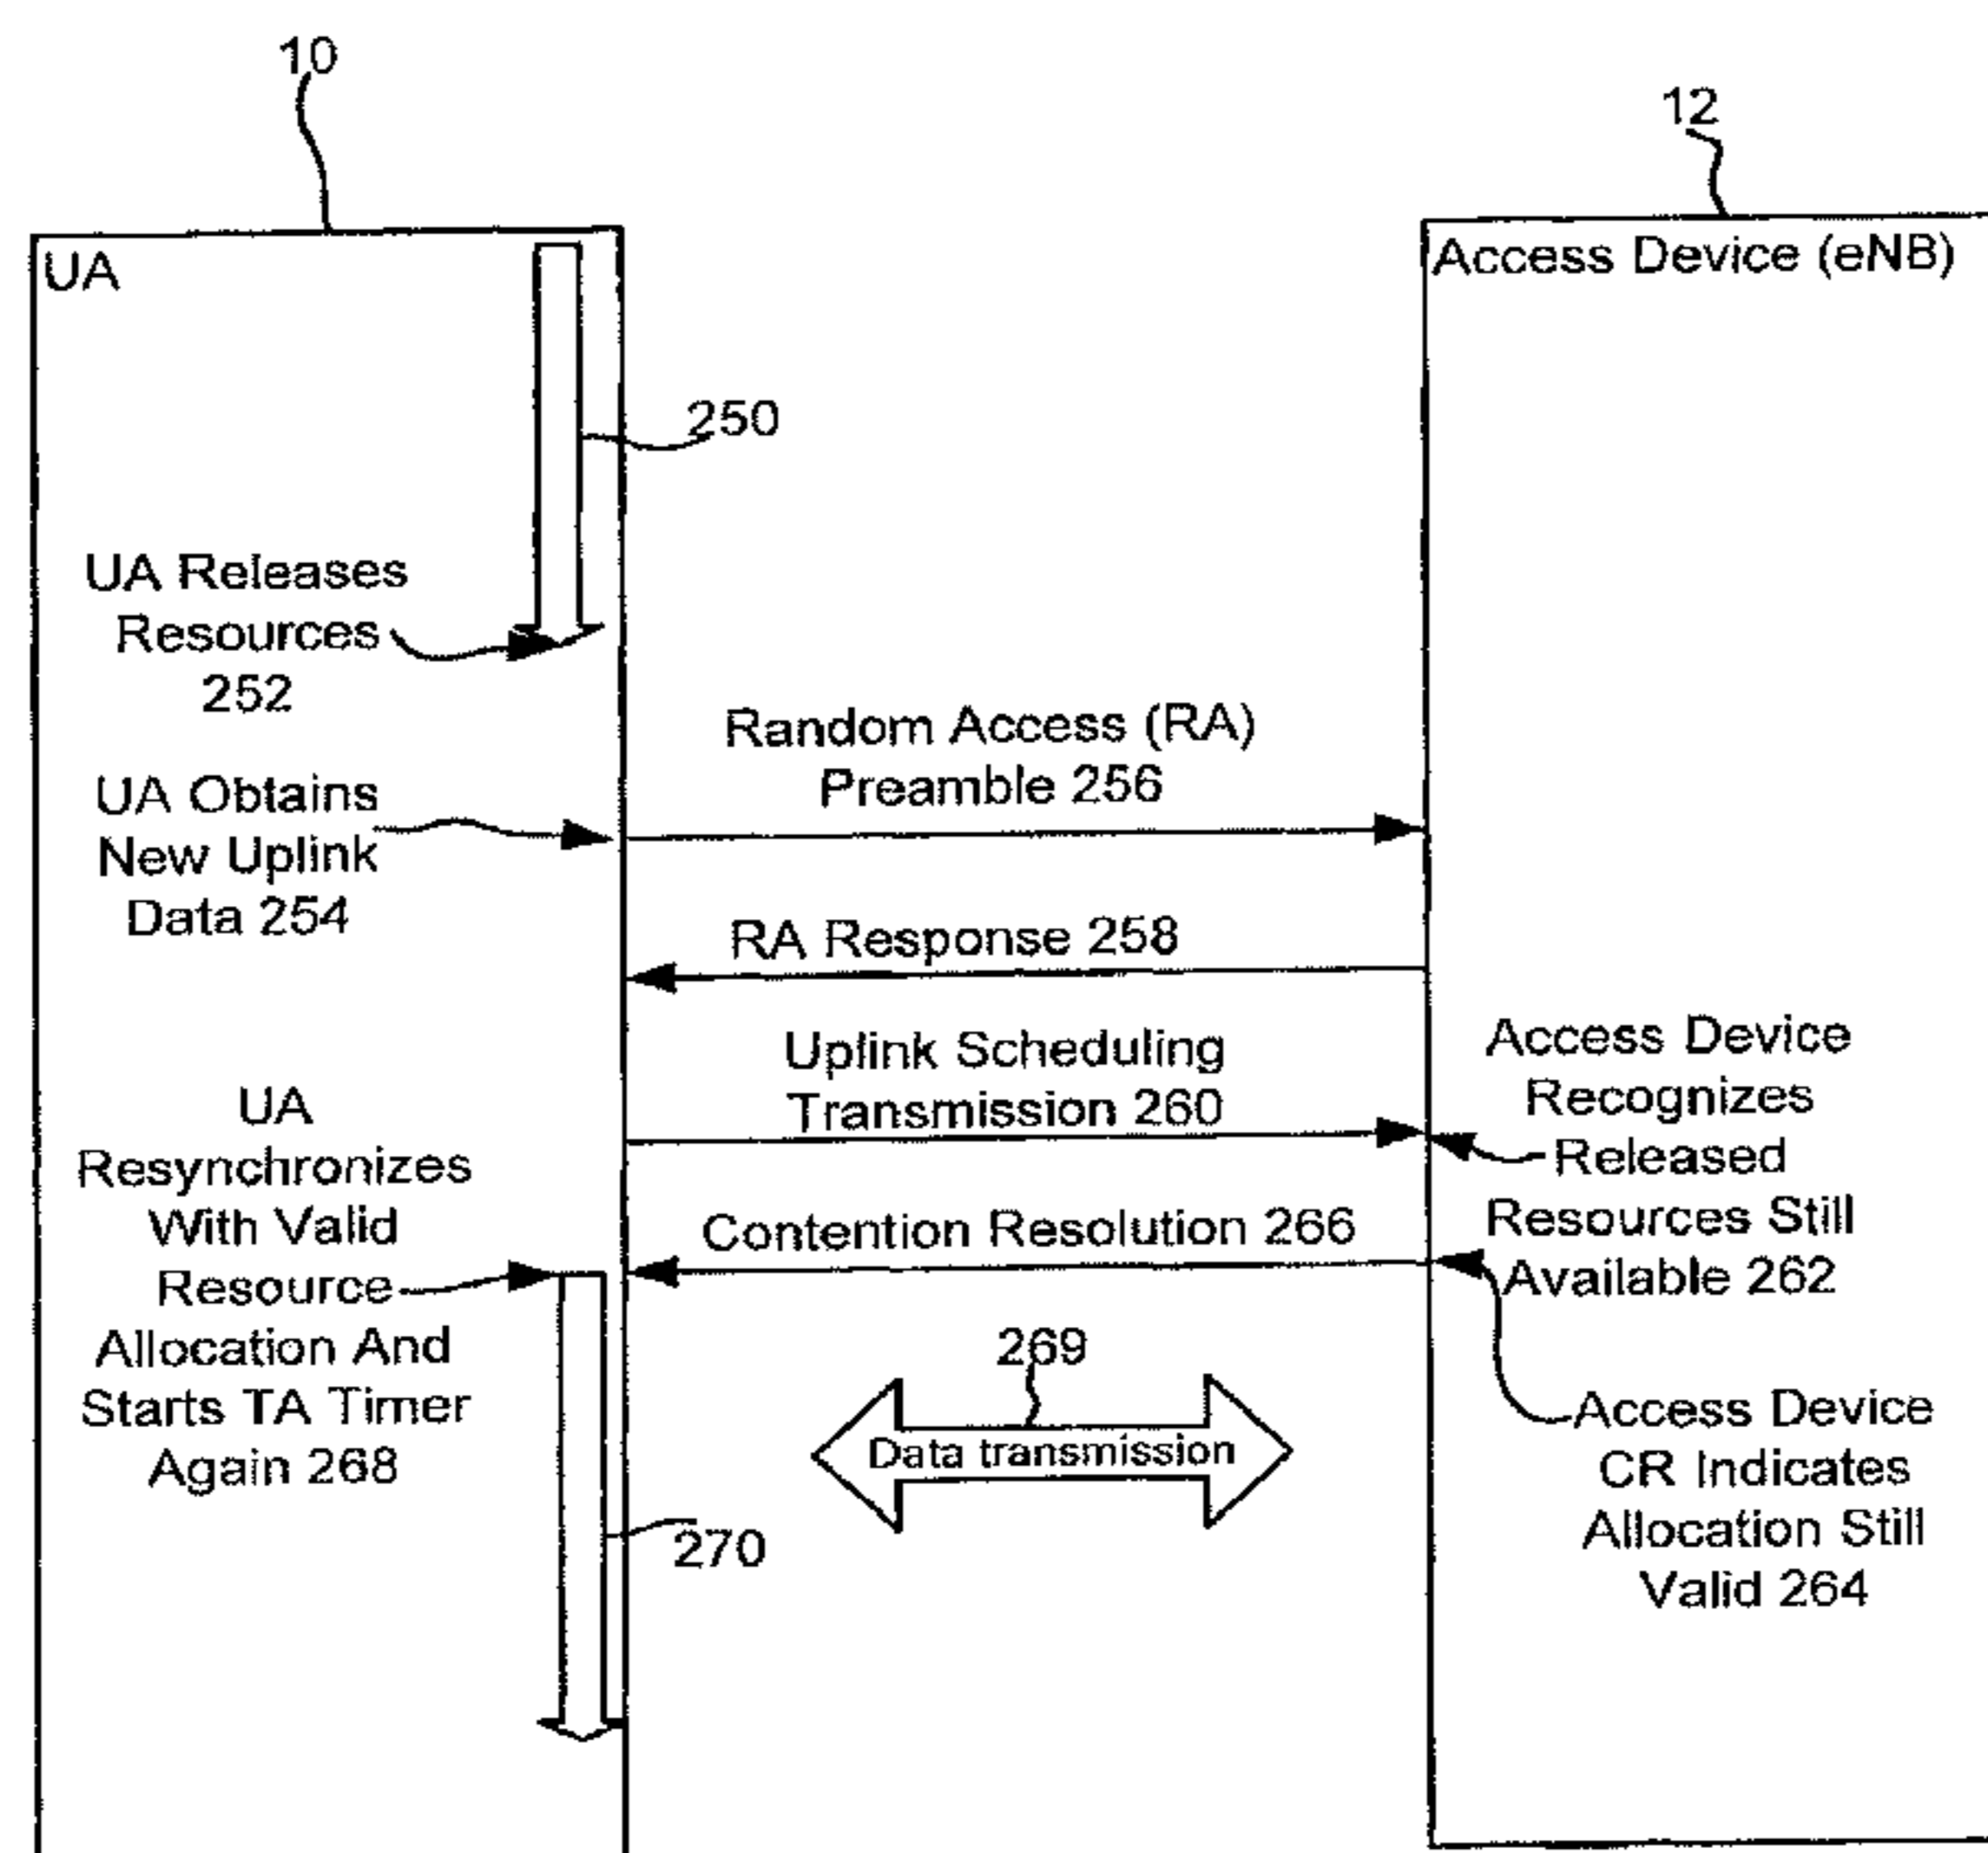 10
12
UA
Access Device (eNB)
250
UA Releases
Resources
252
Random Access (RA)
Preamble 256
UA Obtains
New Uplink
Data 254
RA Response 258
Uplink Scheduling
Transmission 260
Access Device
Recognizes
Released
Resources Still
Available 262
UA
Resynchronizes
With Valid
Resource
Allocation And
Starts TA Timer
Again 268
Contention Resolution 266
269
Data transmission
Access Device
CR Indicates
Allocation Still
Valid 264
270